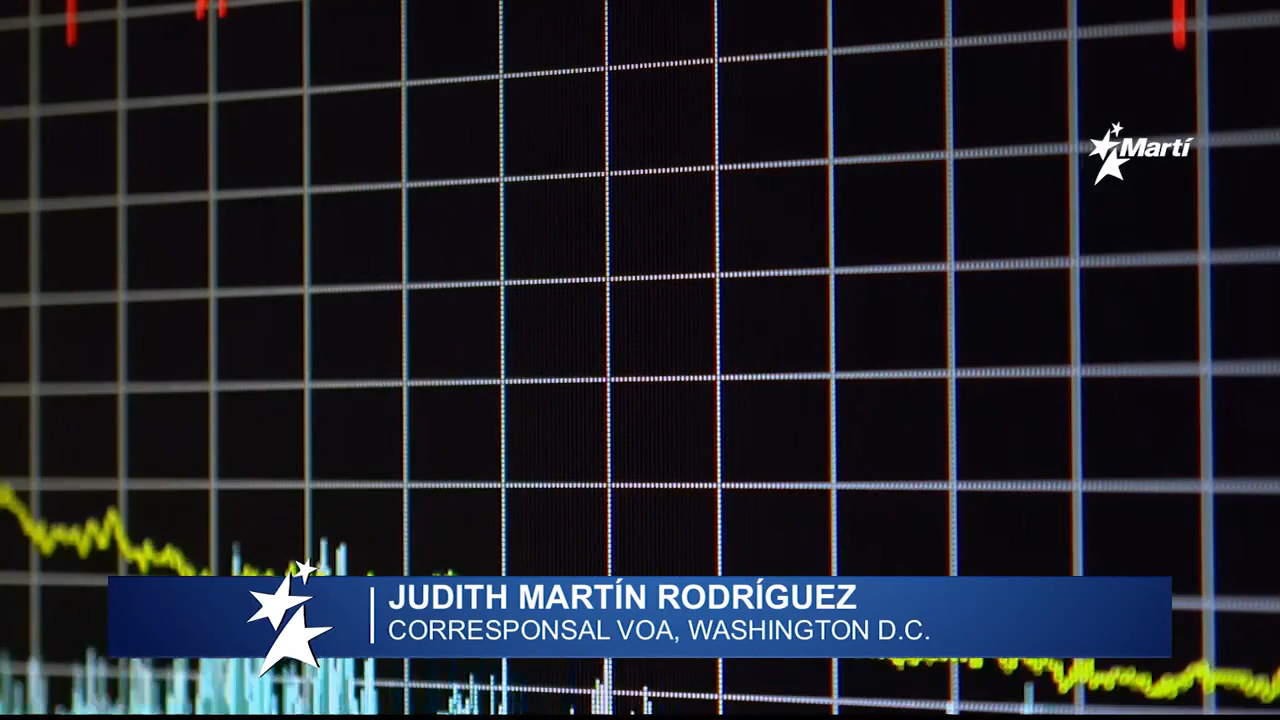 Martí
JUDITH MARTÍN RODRÍGUEZ
CORRESPONSAL VOA, WASHINGTON D.C.